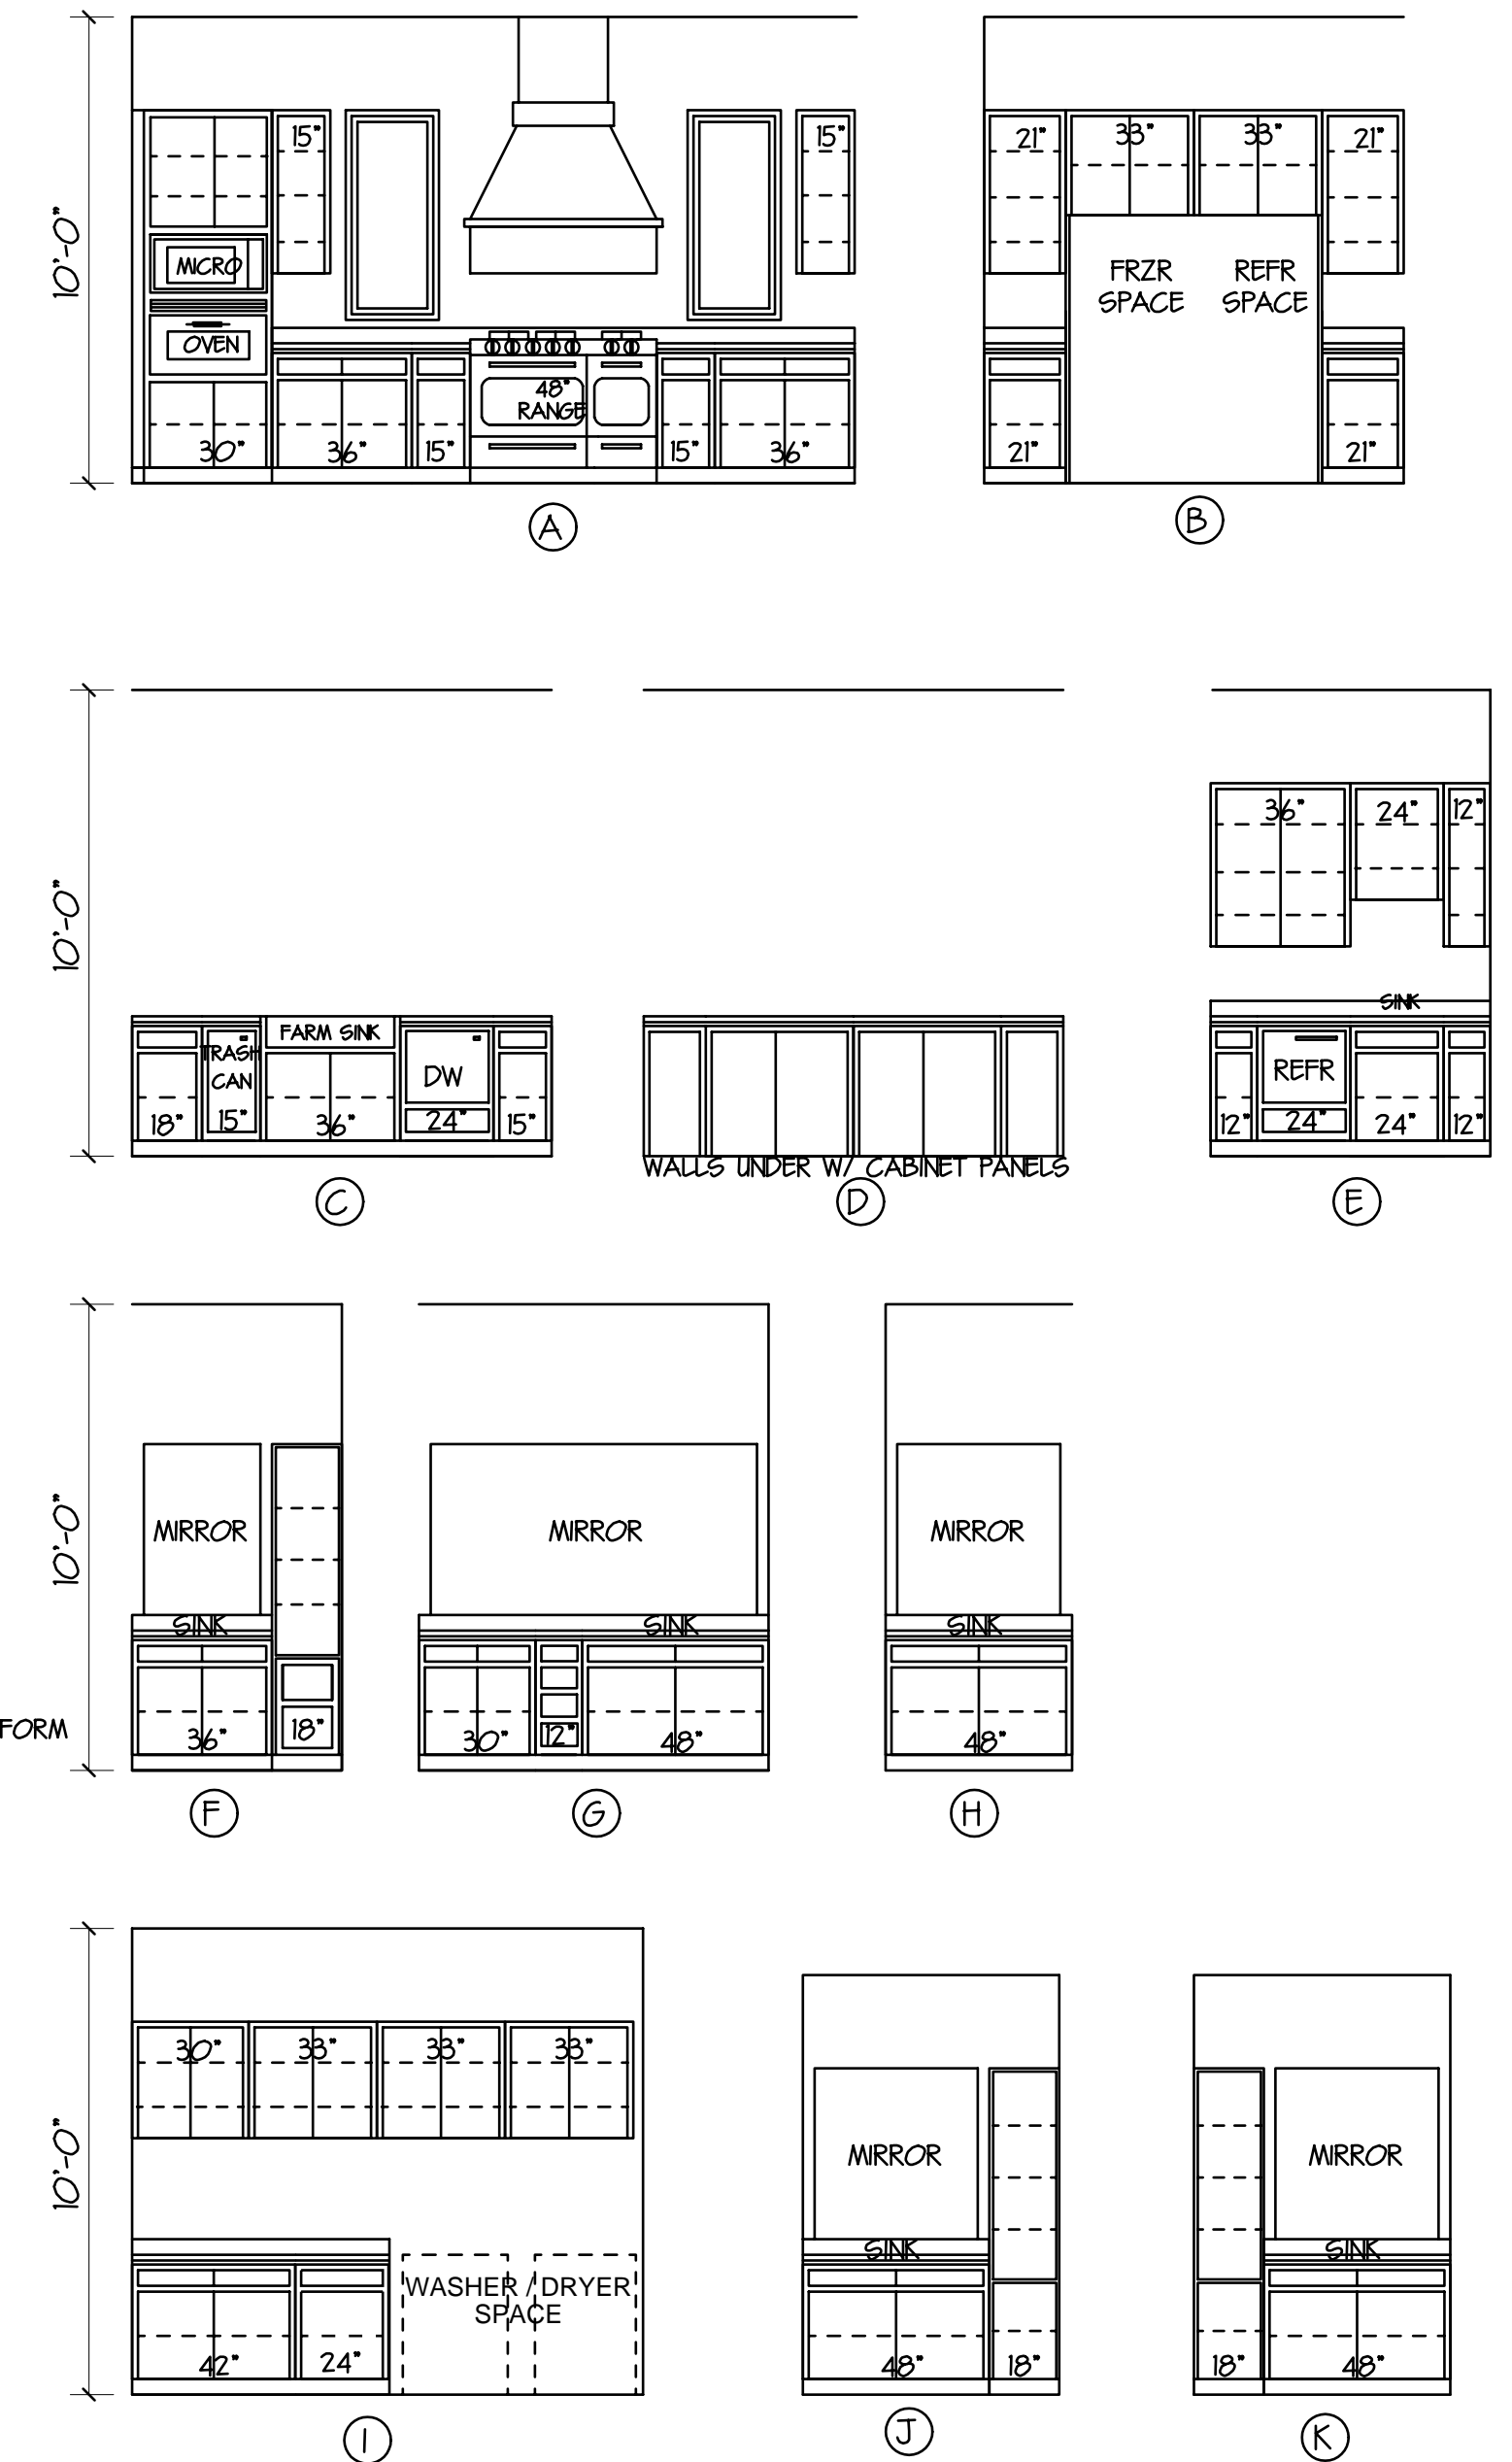 10'-0"
15"
15"
MICRO
OVEN
48"
RANGE
30"
36"
15"
15"
36"
A
21"
33"
33"
21"
FRZR
SPACE
REFR
SPACE
21"
21"
B
10'-0"
FARM SINK
TRASH
CAN
DW
18"
15"
36"
24"
15"
C
WALLS UNDER W/ CABINET PANELS
D
36"
24"
12"
SINK
REFR
12"
24"
24"
12"
E
10'-0"
MIRROR
SINK
36"
18"
FORM
F
MIRROR
SINK
30"
12"
48"
G
MIRROR
SINK
48"
H
10'-0"
30"
33"
33"
33"
WASHER / DRYER
SPACE
42"
24"
I
MIRROR
SINK
48"
18"
J
MIRROR
SINK
18"
48"
K